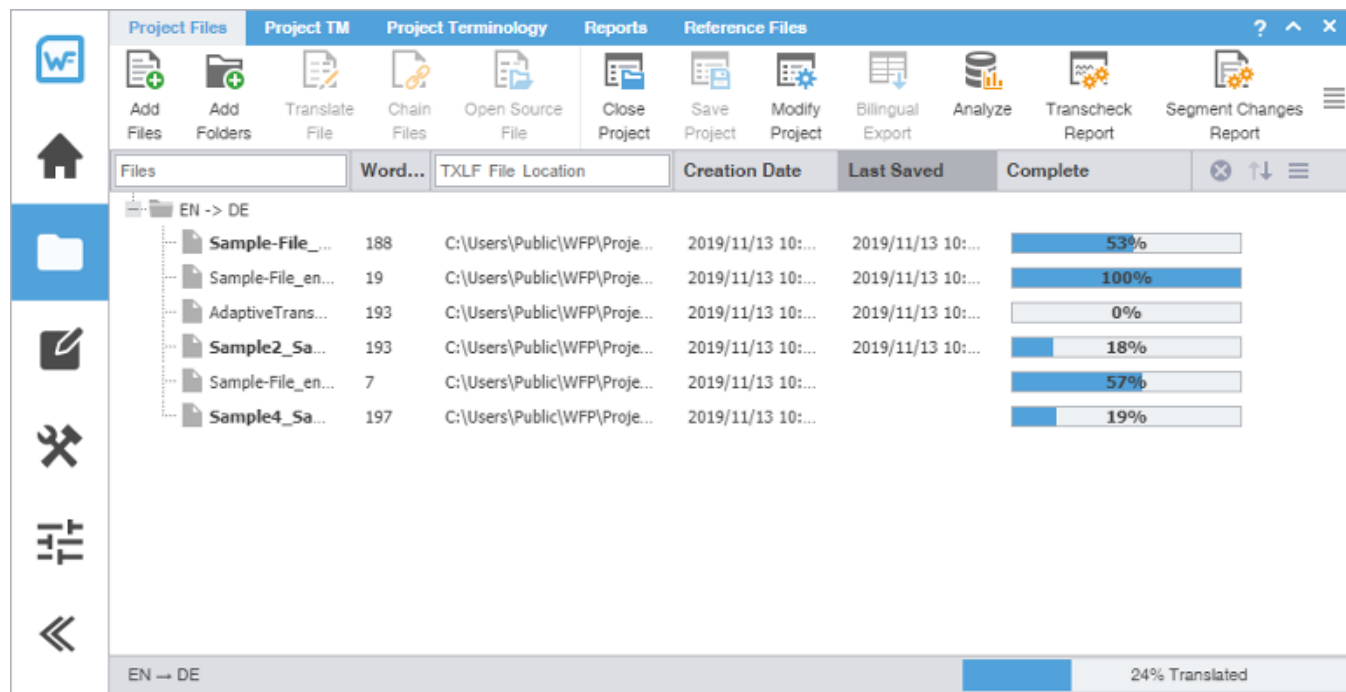 WF
Project Files Project TM Project Terminology Reports Reference Files ?
Add Files
Add Folders
Translate File
Chain Files
Open Source File
Close Project
Save Project
Modify Project
Bilingual Export
Analyze
Transcheck Report
Segment Changes Report
Files Word... TXLF File Location Creation Date Last Saved Complete
EN -> DE
Sample-File_... 188 C:\Users\Public\WFP\Proje... 2019/11/13 10:... 2019/11/13 10:... 53%
Sample-File_en... 19 C:\Users\Public\WFP\Proje... 2019/11/13 10:... 2019/11/13 10:... 100%
AdaptiveTrans... 193 C:\Users\Public\WFP\Proje... 2019/11/13 10:... 2019/11/13 10:... 0%
Sample2_Sa... 193 C:\Users\Public\WFP\Proje... 2019/11/13 10:... 2019/11/13 10:... 18%
Sample-File_en... 7 C:\Users\Public\WFP\Proje... 2019/11/13 10:... 57%
Sample4_Sa... 197 C:\Users\Public\WFP\Proje... 2019/11/13 10:... 19%
EN → DE 24% Translated